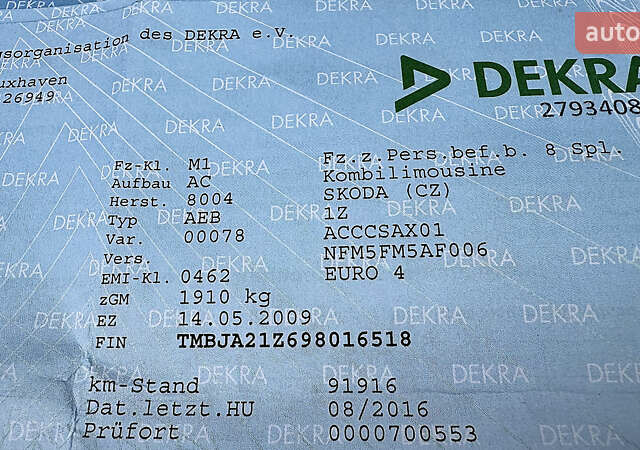 gsorganisation des DEKRA e.V.
uxhaven
26949
auto
DEKRA
2793408
Fz-Kl. M1 Fz.z.Pers.bef.b. 8 Spl.
Aufbau AC Kombilimousine
Herst. 8004 SKODA (CZ)
Typ AEB 1Z
Var. 00078 ACCCSAX01
Vers. NFM5FM5AF006
EMI-Kl. 0462 EURO 4
zGM 1910 kg
EZ 14.05.2009
FIN TMBJA21Z698016518
km-Stand 91916
Dat.letzt.HU 08/2016
Prüfort 0000700553